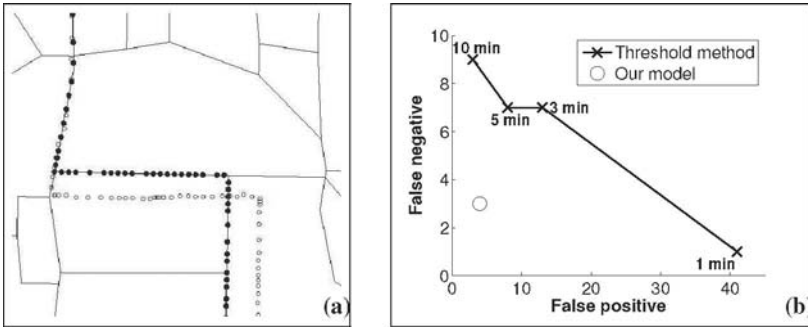 (a)
10
8
6
4
2
0
False negative
10 min
5 min
3 min
1 min
Threshold method
Our model
0
10
20
30
40
False positive
(b)